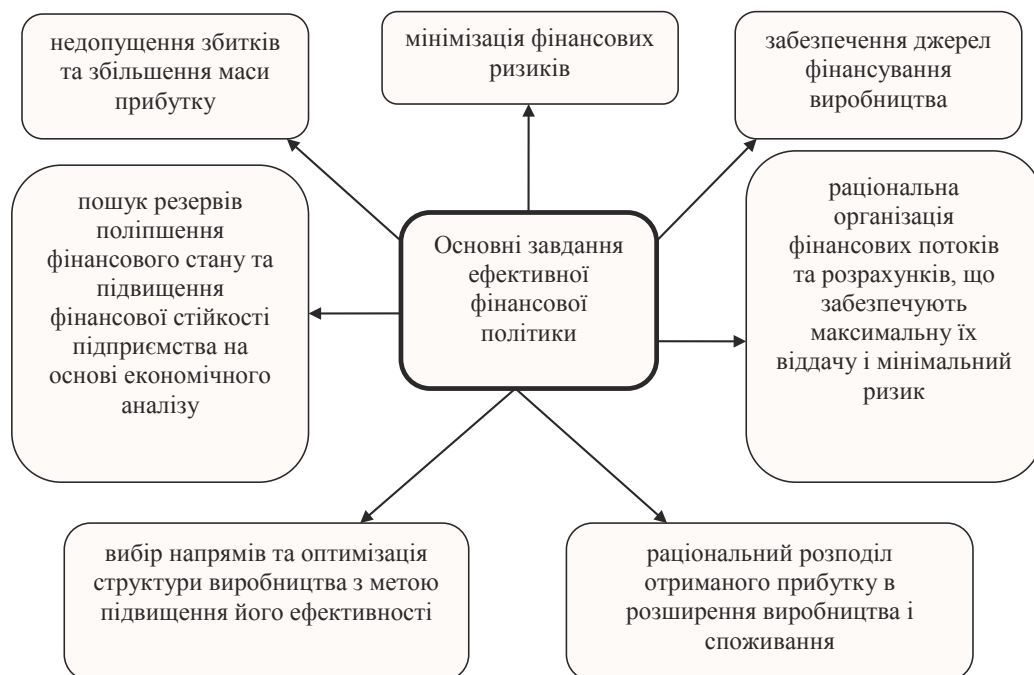 недопущення збитків
та збільшення маси
прибутку
мінімізація фінансових
ризиків
забезпечення джерел
фінансування
виробництва
пошук резервів
поліпшення
фінансового стану та
підвищення
фінансової стійкості
підприємства на
основі економічного
аналізу
Основні завдання
ефективної
фінансової
політики
раціональна
організація
фінансових потоків
та розрахунків, що
забезпечують
максимальну їх
віддачу і мінімальний
ризик
вибір напрямів та оптимізація
структури виробництва з метою
підвищення його ефективності
раціональний розподіл
отриманого прибутку в
розширення виробництва і
споживання